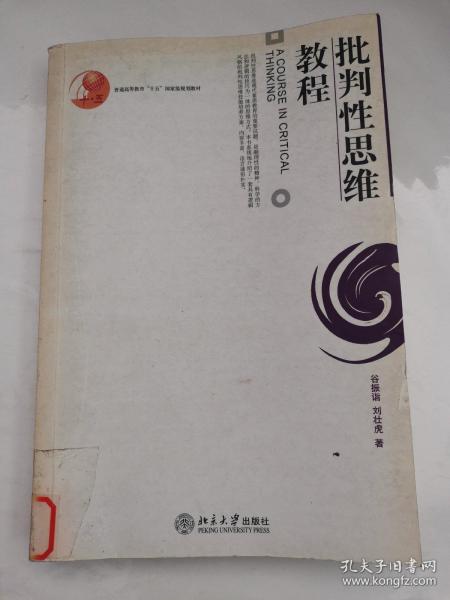 普通高等教育“十五”国家级规划教材
批判性思维
教程
A COURSE IN CRITICAL
THINKING
谷振诣 刘壮虎 著
北京大学出版社
PEKING UNIVERSITY PRESS
孔夫子旧书网
www.kongfz.com